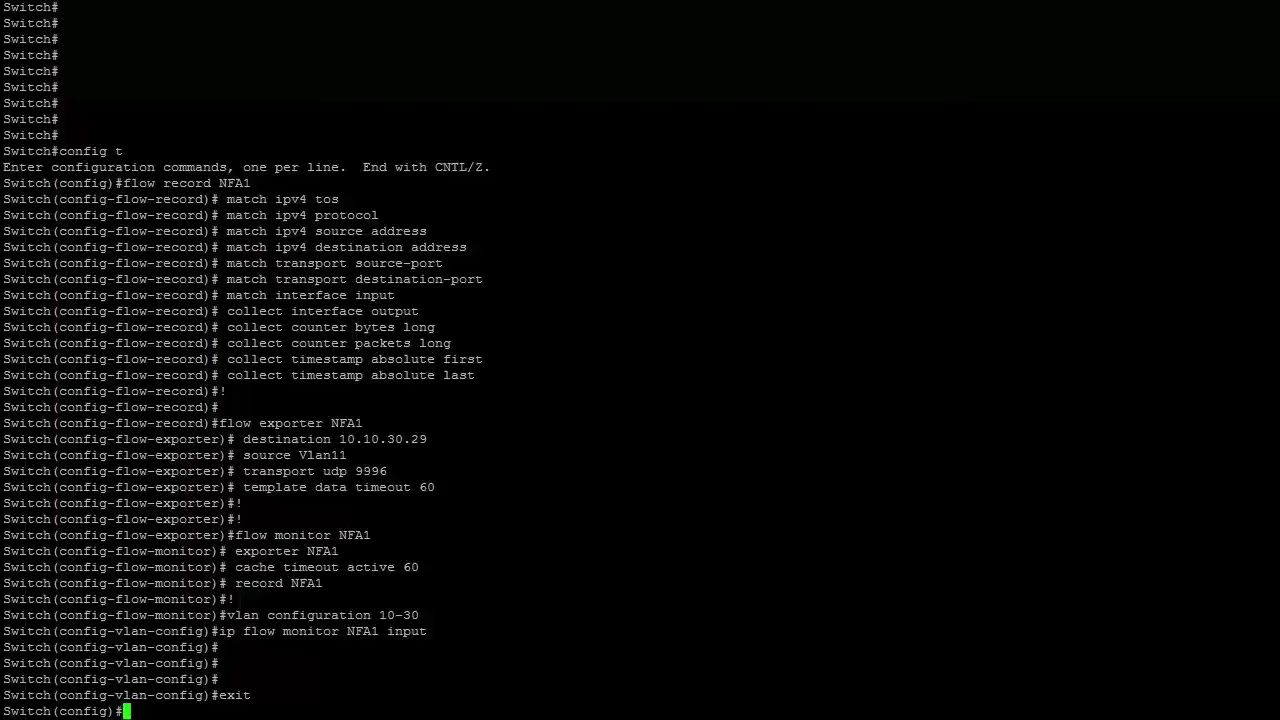 Switch#
Switch#
Switch#
Switch#
Switch#
Switch#
Switch#
Switch#
Switch#
Switch#config t
Enter configuration commands, one per line.  End with CNTL/Z.
Switch(config)#flow record NFA1
Switch(config-flow-record)# match ipv4 tos
Switch(config-flow-record)# match ipv4 protocol
Switch(config-flow-record)# match ipv4 source address
Switch(config-flow-record)# match ipv4 destination address
Switch(config-flow-record)# match transport source-port
Switch(config-flow-record)# match transport destination-port
Switch(config-flow-record)# match interface input
Switch(config-flow-record)# collect interface output
Switch(config-flow-record)# collect counter bytes long
Switch(config-flow-record)# collect counter packets long
Switch(config-flow-record)# collect timestamp absolute first
Switch(config-flow-record)# collect timestamp absolute last
Switch(config-flow-record)#!
Switch(config-flow-record)#
Switch(config-flow-record)#flow exporter NFA1
Switch(config-flow-exporter)# destination 10.10.30.29
Switch(config-flow-exporter)# source Vlan11
Switch(config-flow-exporter)# transport udp 9996
Switch(config-flow-exporter)# template data timeout 60
Switch(config-flow-exporter)#!
Switch(config-flow-exporter)#!
Switch(config-flow-exporter)#flow monitor NFA1
Switch(config-flow-monitor)# exporter NFA1
Switch(config-flow-monitor)# cache timeout active 60
Switch(config-flow-monitor)# record NFA1
Switch(config-flow-monitor)#!
Switch(config-flow-monitor)#vlan configuration 10-30
Switch(config-vlan-config)#ip flow monitor NFA1 input
Switch(config-vlan-config)#
Switch(config-vlan-config)#
Switch(config-vlan-config)#
Switch(config-vlan-config)#exit
Switch(config)#